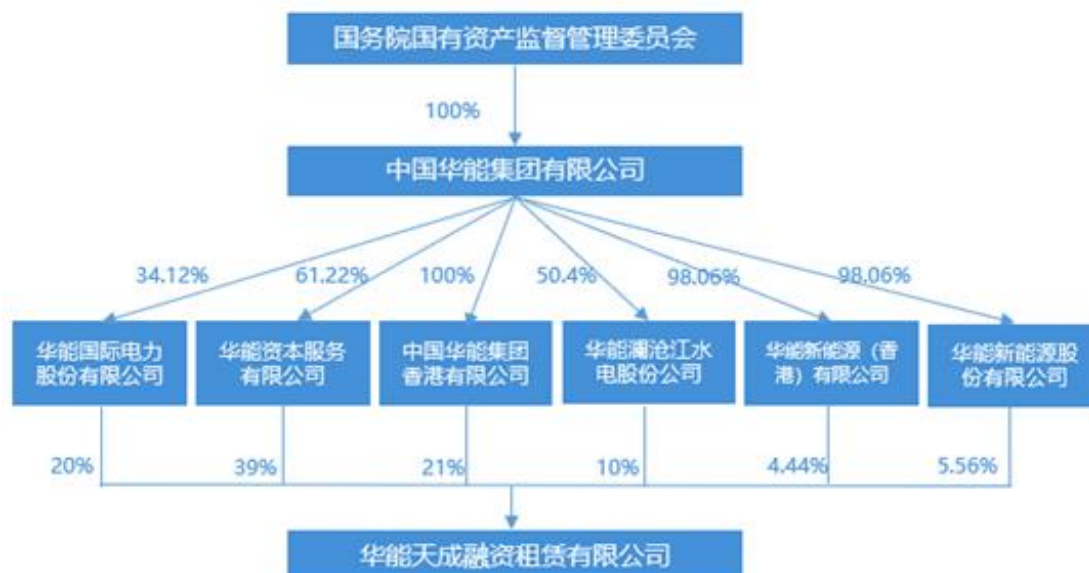 国务院国有资产监督管理委员会
100%
中国华能集团有限公司
34.12%
61.22%
100%
50.4%
98.06%
98.06%
华能国际电力
股份有限公司
华能资本服务
有限公司
中国华能集团
香港有限公司
华能澜沧江水
电股份公司
华能新能源（香
港）有限公司
华能新能源股
份有限公司
20%
39%
21%
10%
4.44%
5.56%
华能天成融资租赁有限公司